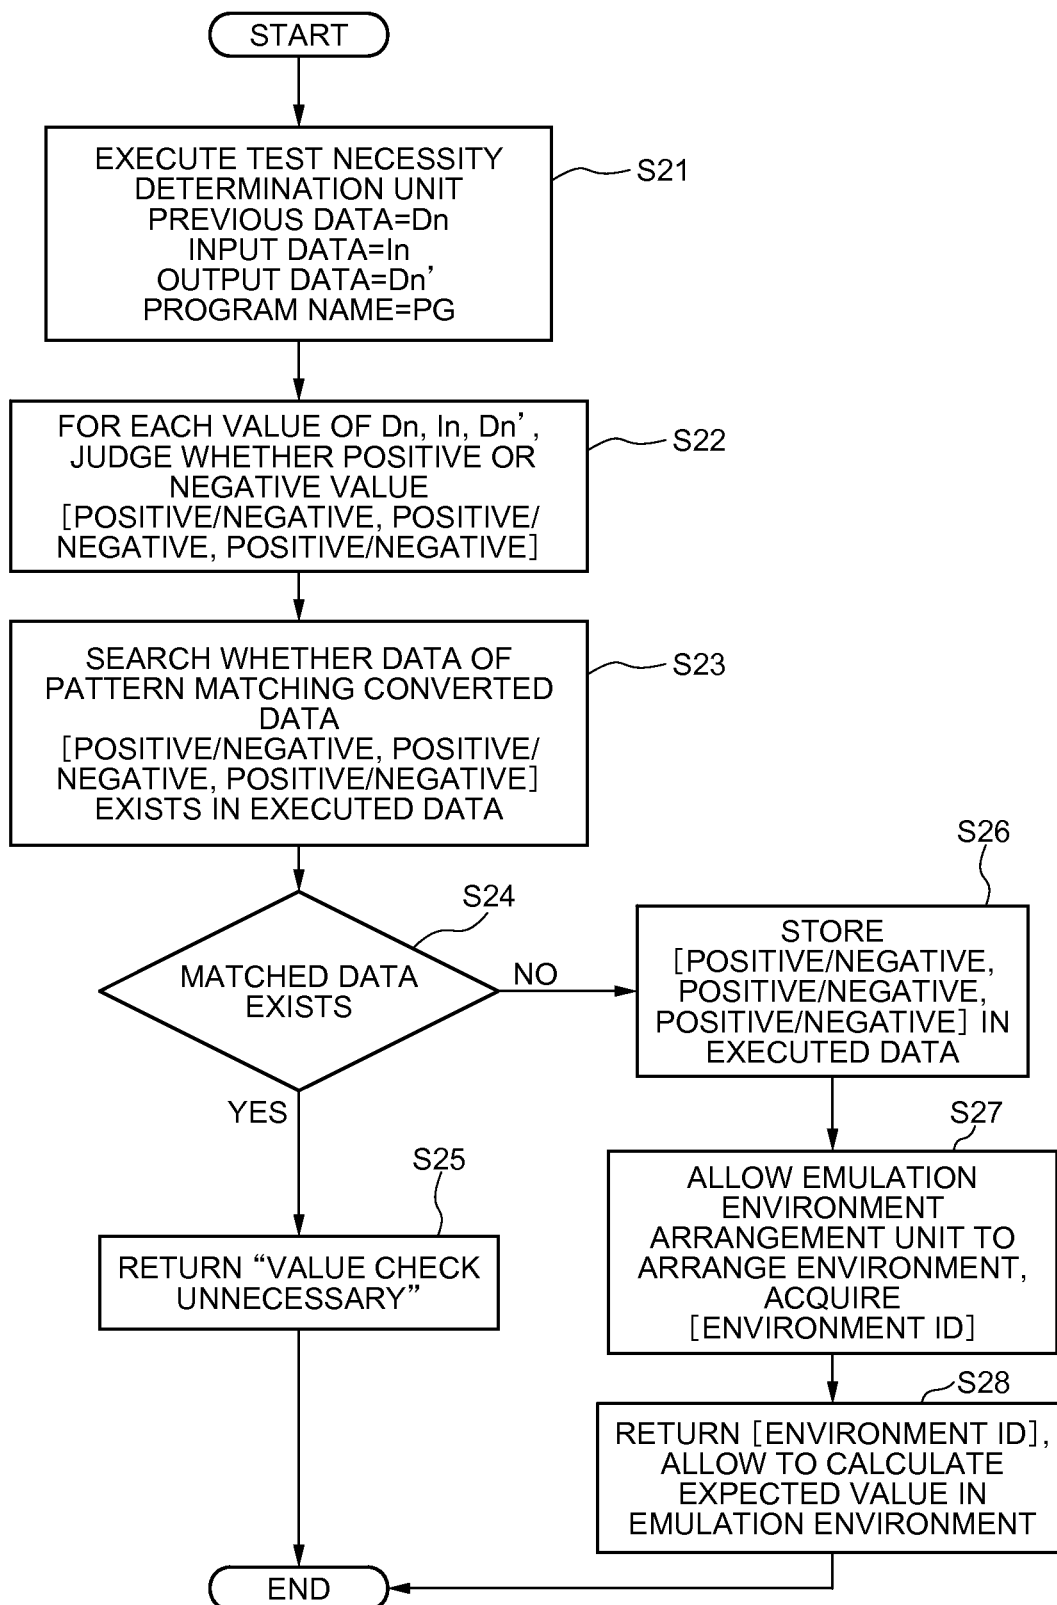 START
EXECUTE TEST NECESSITY
DETERMINATION UNIT
PREVIOUS DATA=Dn
INPUT DATA=In
OUTPUT DATA=Dn'
PROGRAM NAME=PG
S21
FOR EACH VALUE OF Dn, In, Dn',
JUDGE WHETHER POSITIVE OR
NEGATIVE VALUE
[POSITIVE/NEGATIVE, POSITIVE/
NEGATIVE, POSITIVE/NEGATIVE]
S22
SEARCH WHETHER DATA OF
PATTERN MATCHING CONVERTED
DATA
[POSITIVE/NEGATIVE, POSITIVE/
NEGATIVE, POSITIVE/NEGATIVE]
EXISTS IN EXECUTED DATA
S23
MATCHED DATA
EXISTS
S24
NO
YES
S26
STORE
[POSITIVE/NEGATIVE,
POSITIVE/NEGATIVE,
POSITIVE/NEGATIVE] IN
EXECUTED DATA
S25
RETURN “VALUE CHECK
UNNECESSARY”
S27
ALLOW EMULATION
ENVIRONMENT
ARRANGEMENT UNIT TO
ARRANGE ENVIRONMENT,
ACQUIRE
[ENVIRONMENT ID]
S28
RETURN [ENVIRONMENT ID],
ALLOW TO CALCULATE
EXPECTED VALUE IN
EMULATION ENVIRONMENT
END